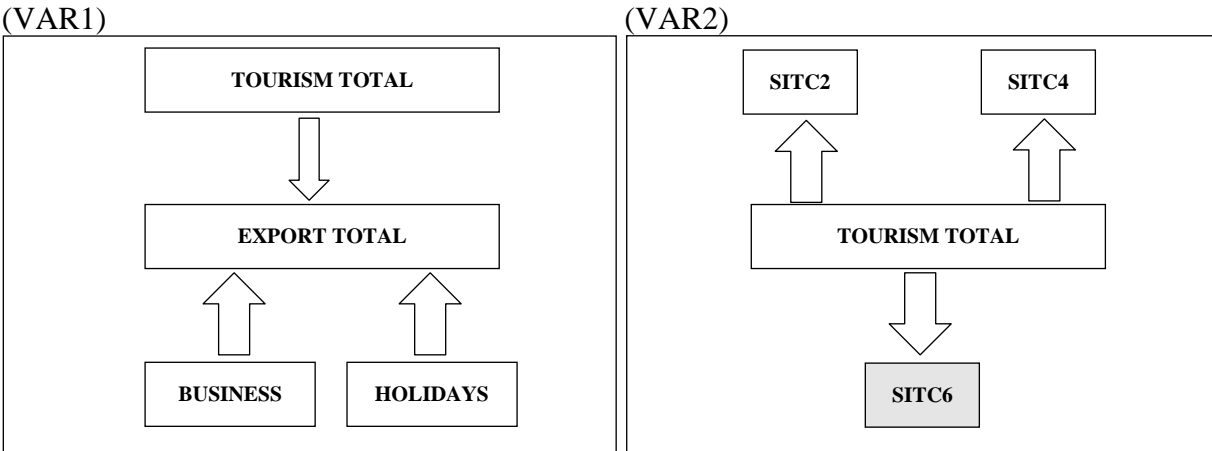 (VAR1)
TOURISM TOTAL
EXPORT TOTAL
BUSINESS
HOLIDAYS
(VAR2)
SITC2
SITC4
TOURISM TOTAL
SITC6